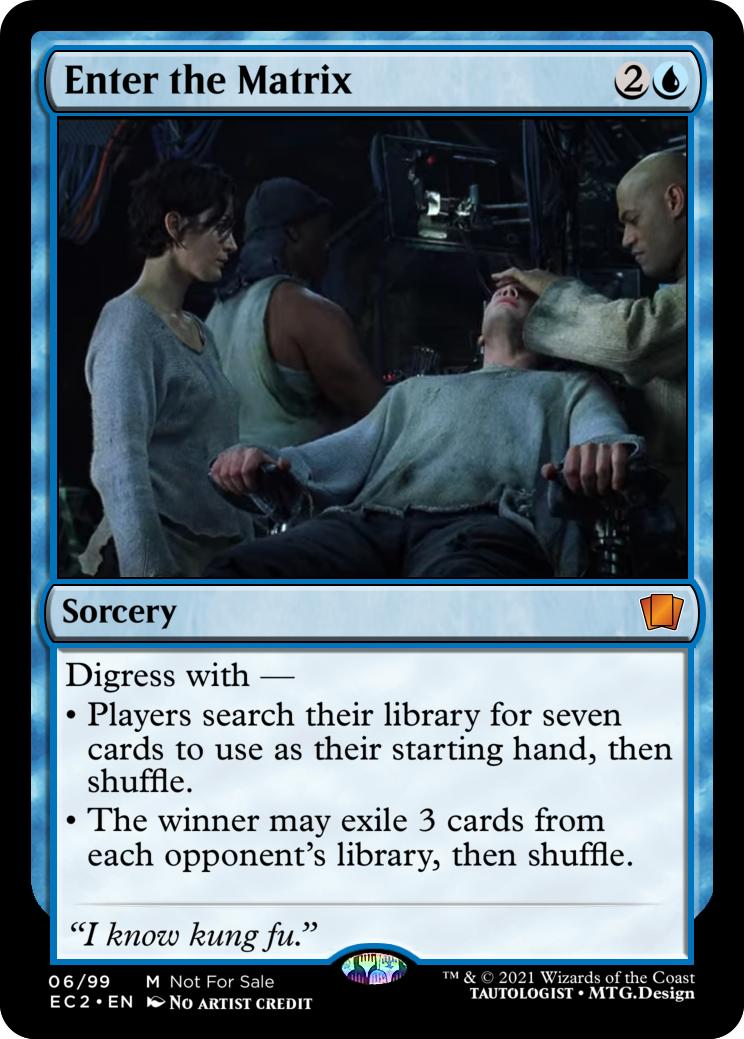 Enter the Matrix 2
Sorcery
Digress with —
• Players search their library for seven
cards to use as their starting hand, then
shuffle.
• The winner may exile 3 cards from
each opponent's library, then shuffle.
“I know kung fu.”
06/99 M Not For Sale
EC2 • EN No artist credit
™ & © 2021 Wizards of the Coast
TAUTOLOGIST • MTG.Design